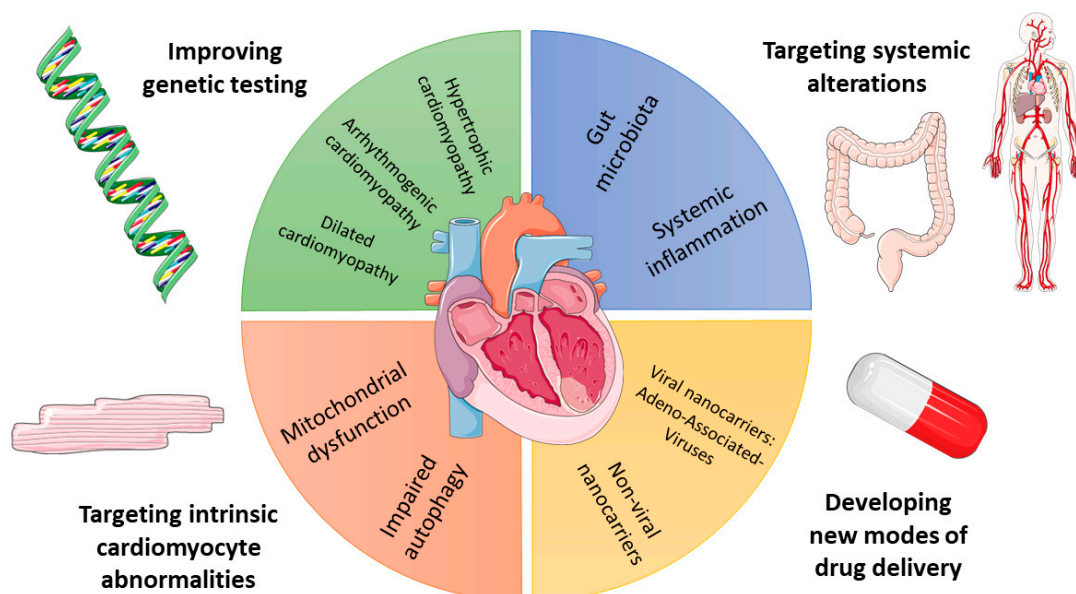 Improving
genetic testing
Hypertrophic
cardiomyopathy
Arrhythmogenic
cardiomyopathy
Dilated
cardiomyopathy
Gut
microbiota
Systemic
inflammation
Targeting systemic
alterations
Mitochondrial
dysfunction
Impaired
autophagy
Targeting intrinsic
cardiomyocyte
abnormalities
Viral nanocarriers:
Adeno-Associated-
Viruses
Non-viral
nanocarriers
Developing
new modes of
drug delivery